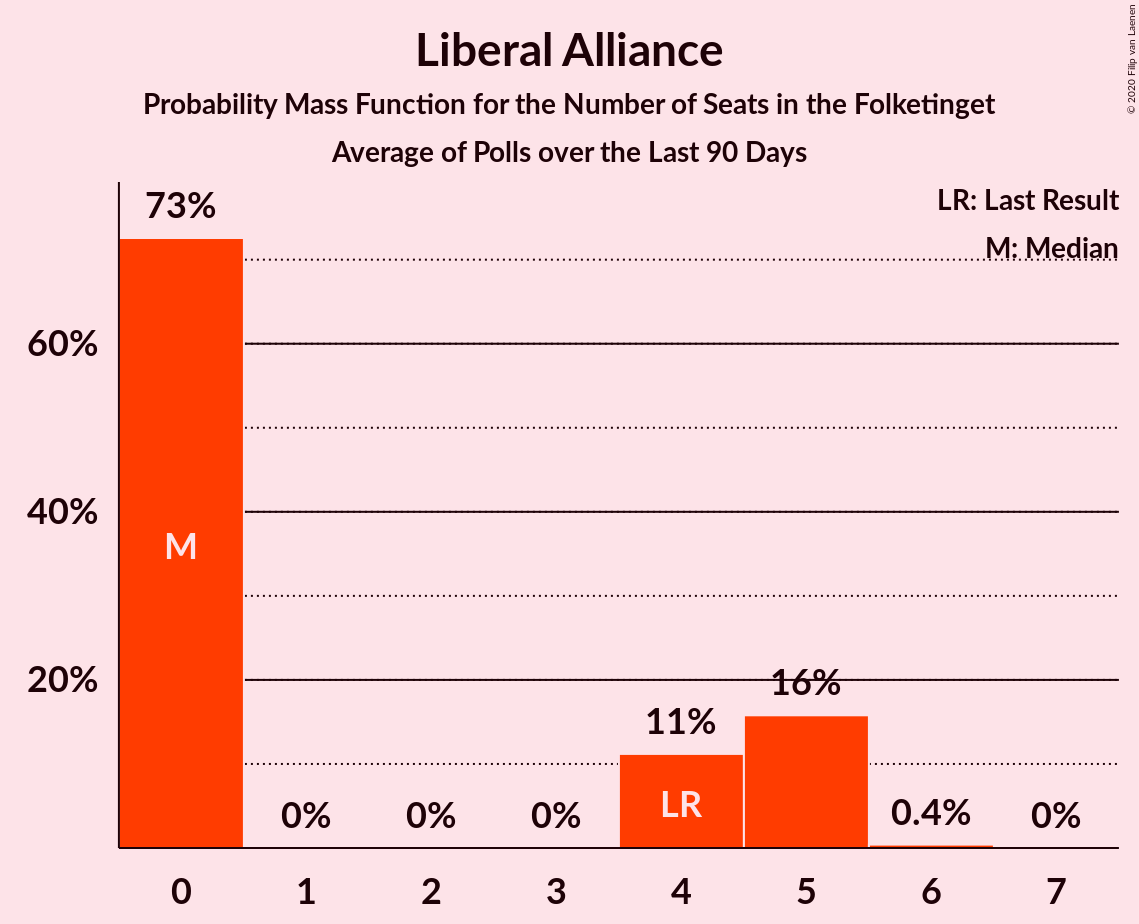 Liberal Alliance
Probability Mass Function for the Number of Seats in the Folketinget
Average of Polls over the Last 90 Days
© 2020 Filip van Laenen
LR: Last Result
M: Median
73%
60%
40%
M
20%
16%
11%
LR
0%
0%
0%
0.4%
0%
0
1
2
3
4
5
6
7